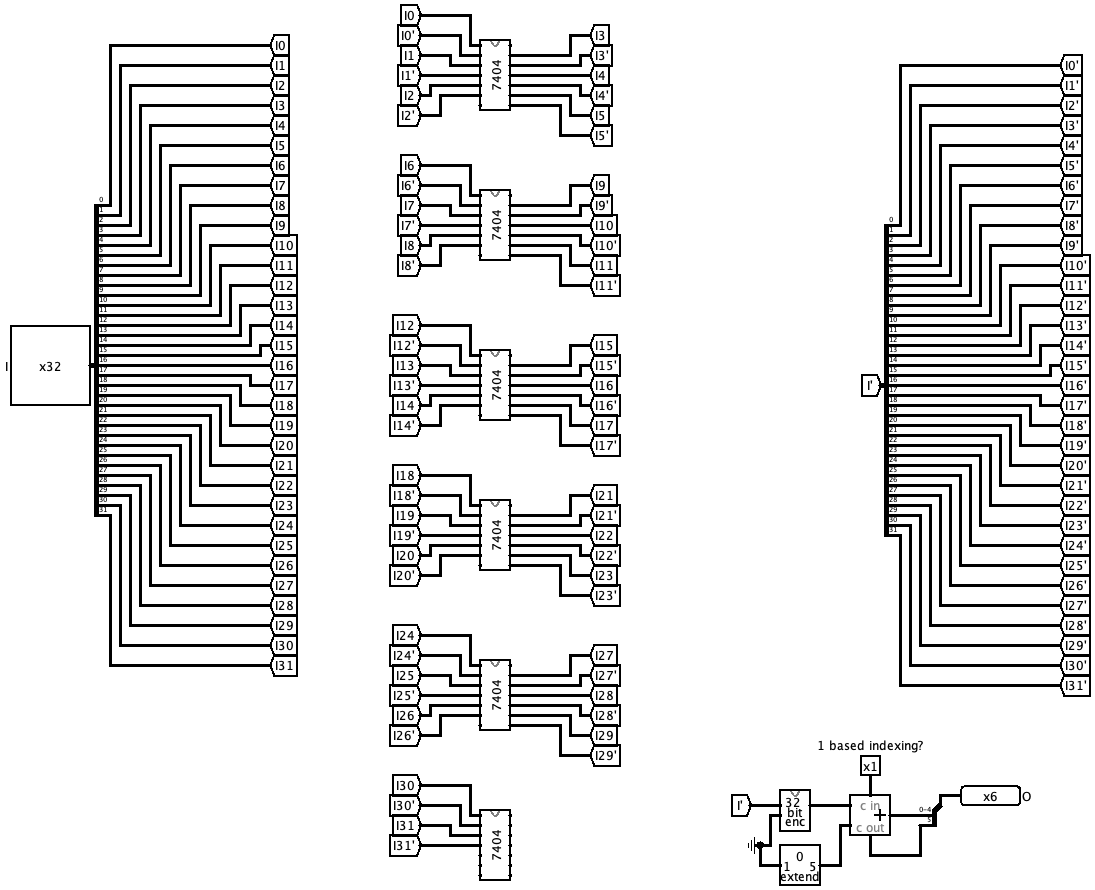 I
x32
0
1
2
3
4
5
6
7
8
9
10
11
12
13
14
15
16
17
18
19
20
21
22
23
24
25
26
27
28
29
30
31
I0
I1
I2
I3
I4
I5
I6
I7
I8
I9
I10
I11
I12
I13
I14
I15
I16
I17
I18
I19
I20
I21
I22
I23
I24
I25
I26
I27
I28
I29
I30
I31
I0
I0'
I1
I1'
I2
I2'
7404
I3
I3'
I4
I4'
I5
I5'
I6
I6'
I7
I7'
I8
I8'
7404
I9
I9'
I10
I10'
I11
I11'
I12
I12'
I13
I13'
I14
I14'
7404
I15
I15'
I16
I16'
I17
I17'
I18
I18'
I19
I19'
I20
I20'
7404
I21
I21'
I22
I22'
I23
I23'
I24
I24'
I25
I25'
I26
I26'
7404
I27
I27'
I28
I28'
I29
I29'
I30
I30'
I31
I31'
7404
I'
0
1
2
3
4
5
6
7
8
9
10
11
12
13
14
15
16
17
18
19
20
21
22
23
24
25
26
27
28
29
30
31
I0'
I1'
I2'
I3'
I4'
I5'
I6'
I7'
I8'
I9'
I10'
I11'
I12'
I13'
I14'
I15'
I16'
I17'
I18'
I19'
I20'
I21'
I22'
I23'
I24'
I25'
I26'
I27'
I28'
I29'
I30'
I31'
1 based indexing?
x1
I'
32
bit
enc
c in
+
c out
0-4
5
x6 O
0
1 5
extend